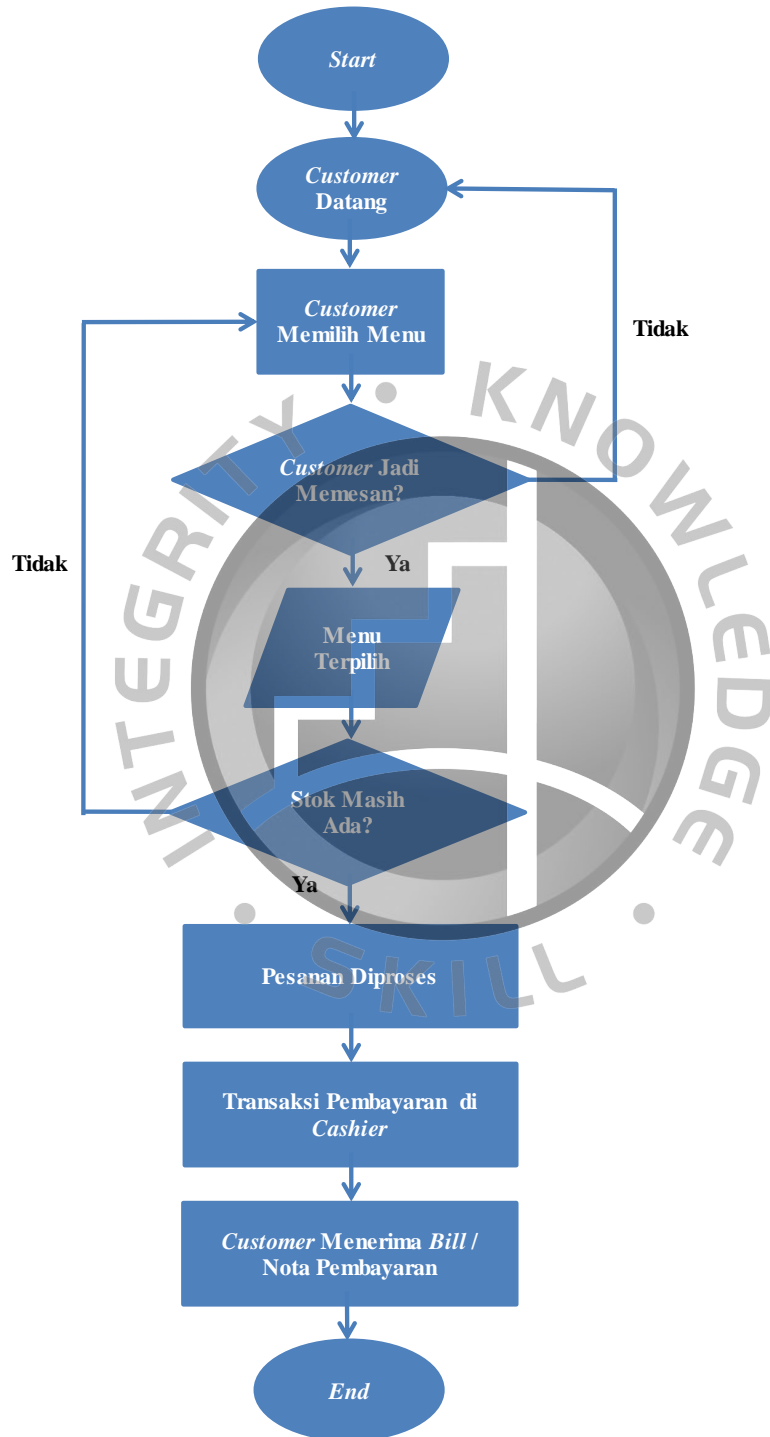 Start
Customer
Datang
Customer
Memilih Menu
Tidak
Customer Jadi
Memesan?
Tidak
Ya
Menu
Terpilih
Stok Masih
Ada?
Ya
Pesanan Diproses
Transaksi Pembayaran di
Cashier
Customer Menerima Bill /
Nota Pembayaran
End
INTEGRITY • KNOWLEDGE • SKILL •